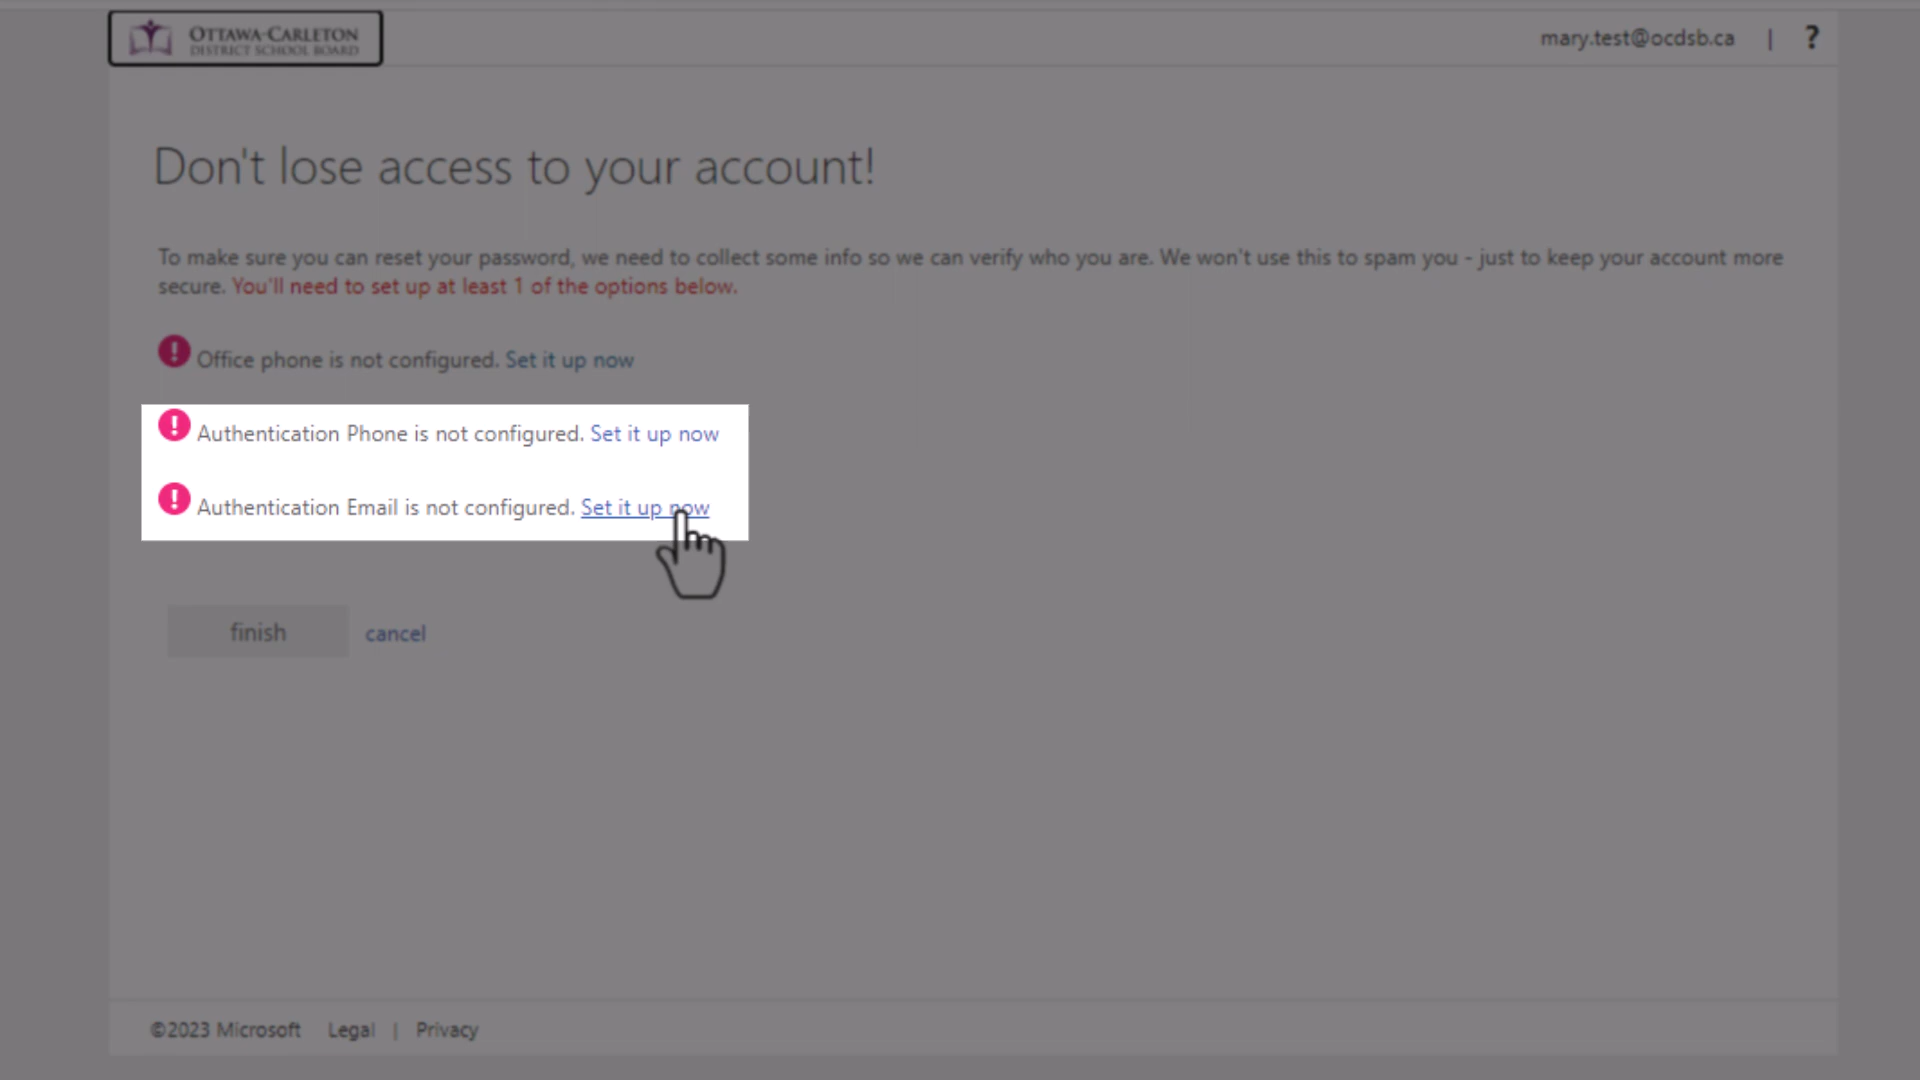 OTTAWA-CARLETON
DISTRICT SCHOOL BOARD
mary.test@ocdsb.ca | ?
Don't lose access to your account!
To make sure you can reset your password, we need to collect some info so we can verify who you are. We won't use this to spam you - just to keep your account more
secure. You'll need to set up at least 1 of the options below.
! Office phone is not configured. Set it up now
! Authentication Phone is not configured. Set it up now
! Authentication Email is not configured. Set it up now
finish cancel
©2023 Microsoft Legal | Privacy